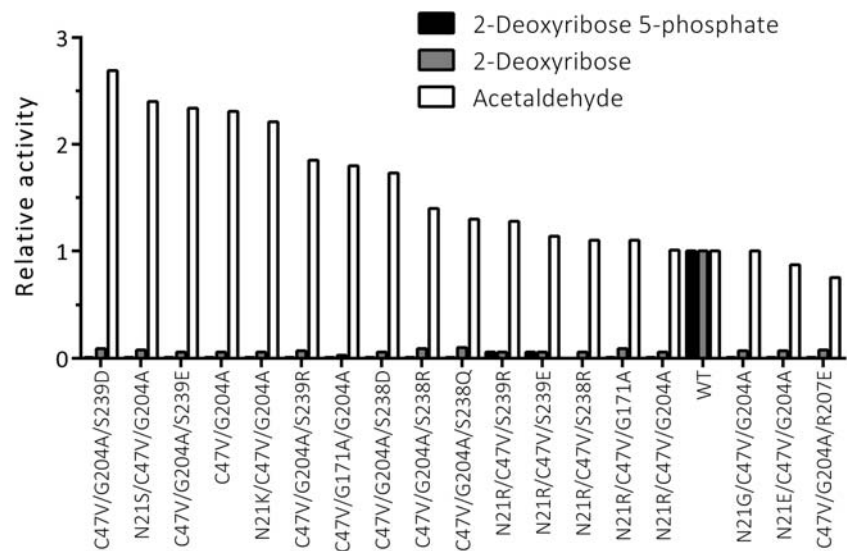 2-Deoxyribose 5-phosphate
2-Deoxyribose
Acetaldehyde
Relative activity
3
2
1
0
C47V/G204A/S239D
N21S/C47V/G204A
C47V/G204A/S239E
C47V/G204A
N21K/C47V/G204A
C47V/G204A/S239R
C47V/G171A/G204A
C47V/G204A/S238D
C47V/G204A/S238R
C47V/G204A/S238Q
N21R/C47V/S239R
N21R/C47V/S239E
N21R/C47V/S238R
N21R/C47V/G171A
N21R/C47V/G204A
WT
N21G/C47V/G204A
N21E/C47V/G204A
C47V/G204A/R207E